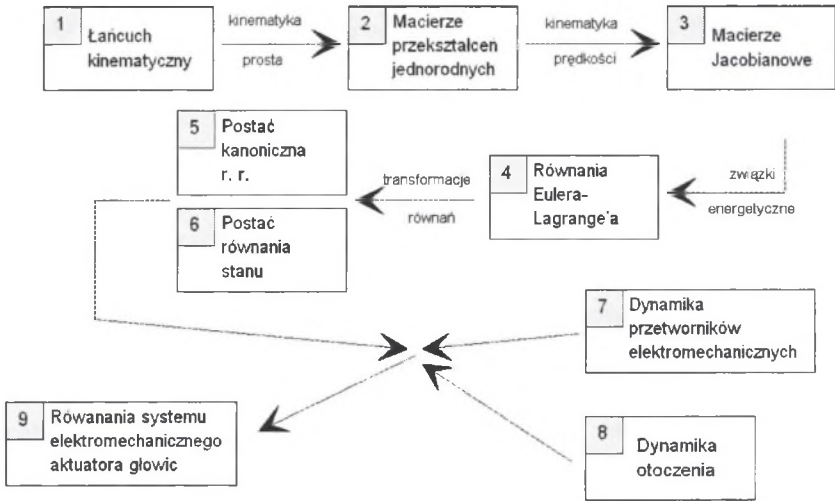 1
Łańcuch
kinematyczny
kinematyka
prosta
2
Macierze
przekształceń
jednorodnych
kinematyka
prędkości
3
Macierze
Jacobianowe
związki
energetyczne
4
Równania
Eulera-
Lagrange'a
transformacje
równań
5
Postać
kanoniczna
r. r.
6
Postać
równania
stanu
7
Dynamika
przetworników
elektromechanicznych
8
Dynamika
otoczenia
9
Rówanania systemu
elektromechanicznego
aktuatora głowic